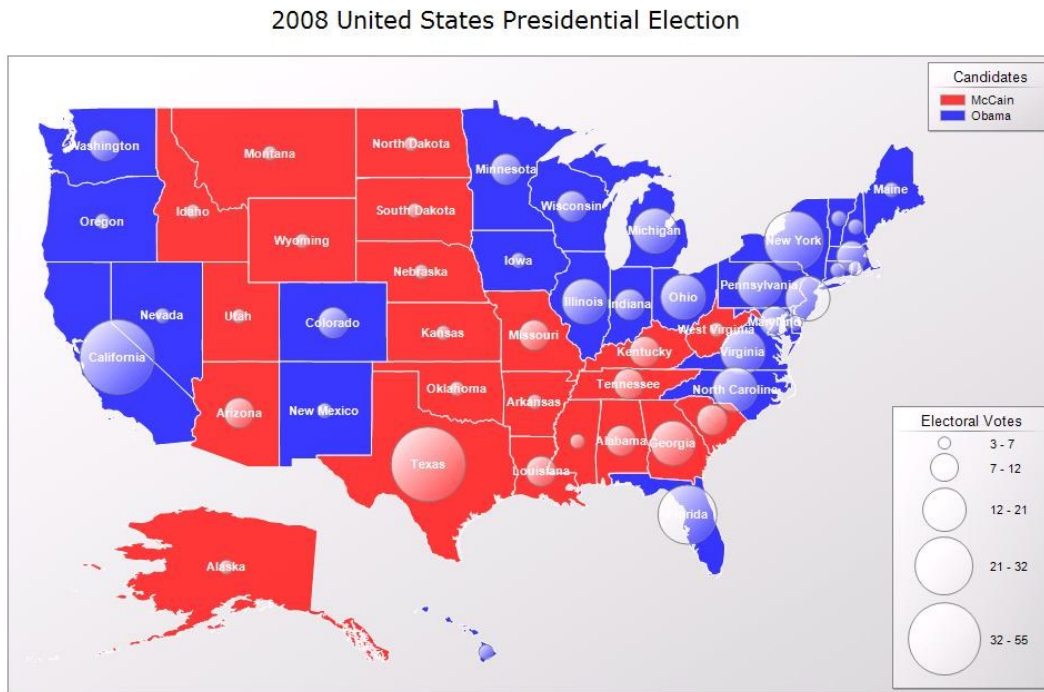 2008 United States Presidential Election
Candidates
McCain
Obama
Washington
Montana
North Dakota
Minnesota
Maine
Oregon
Idaho
South Dakota
Wisconsin
Michigan
New York
Wyoming
Iowa
Nebraska
Pennsylvania
Nevada
Utah
Colorado
Illinois
Indiana
Ohio
Maryland
California
Kansas
Missouri
West Virginia
Kentucky
Virginia
Arizona
New Mexico
Oklahoma
Arkansas
Tennessee
North Caroline
Texas
Louisiana
Alabama
Georgia
Florida
Alaska
Electoral Votes
3 - 7
7 - 12
12 - 21
21 - 32
32 - 55